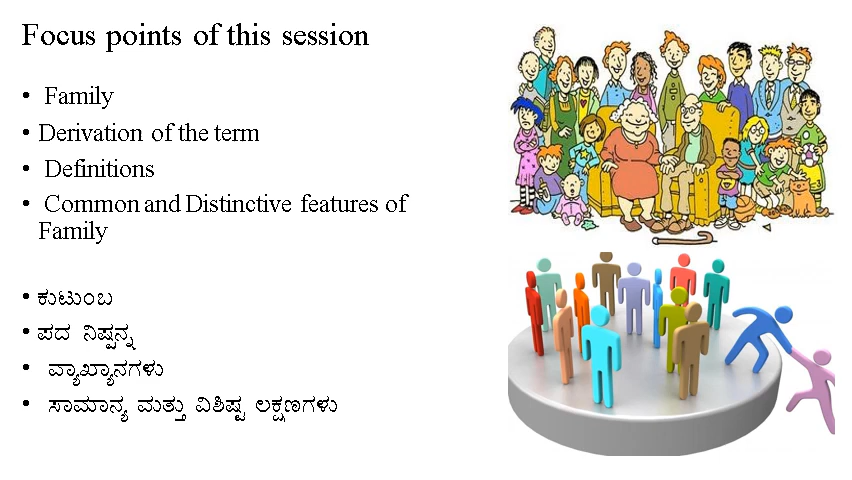 Focus points of this session
• Family
• Derivation of the term
• Definitions
• Common and Distinctive features of
Family
• ಕುಟುಂಬ
• ಪದ ನಿಷ್ಪನ್ನ
• ವ್ಯಾಖ್ಯಾನಗಳು
• ಸಾಮಾನ್ಯ ಮತ್ತು ವಿಶಿಷ್ಟ ಲಕ್ಷಣಗಳು